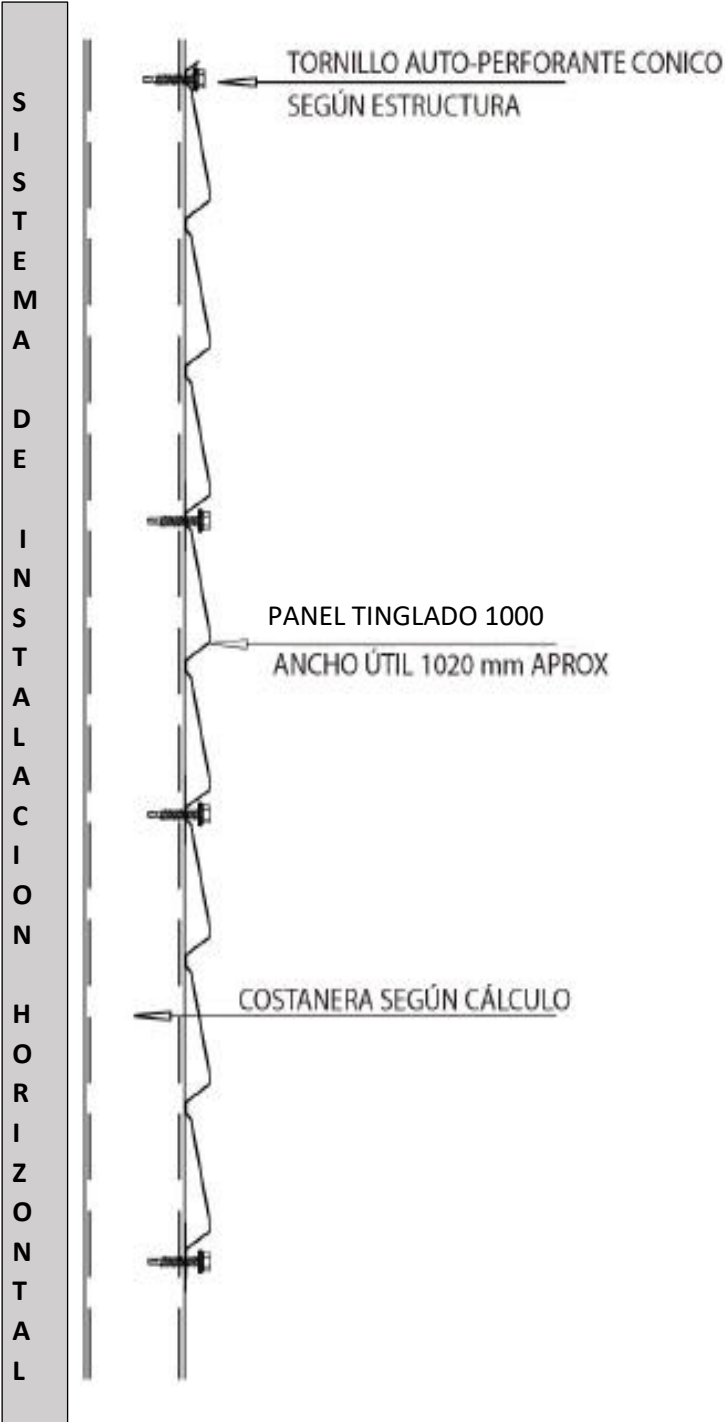 SISTEMA DE INSTALACION HORIZONTAL
TORNILLO AUTO-PERFORANTE CONICO
SEGÚN ESTRUCTURA
PANEL TINGLADO 1000
ANCHO ÚTIL 1020 mm APROX
COSTANERA SEGÚN CÁLCULO